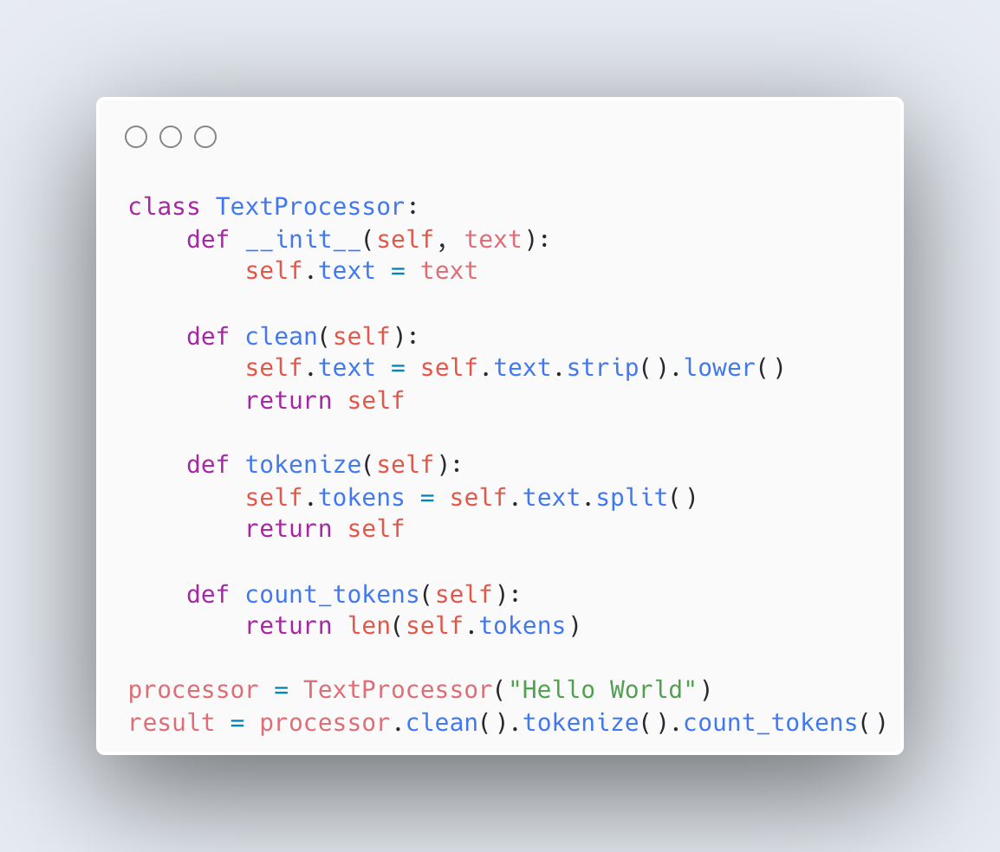 class TextProcessor:
    def __init__(self, text):
        self.text = text

    def clean(self):
        self.text = self.text.strip().lower()
        return self

    def tokenize(self):
        self.tokens = self.text.split()
        return self

    def count_tokens(self):
        return len(self.tokens)

processor = TextProcessor("Hello World")
result = processor.clean().tokenize().count_tokens()